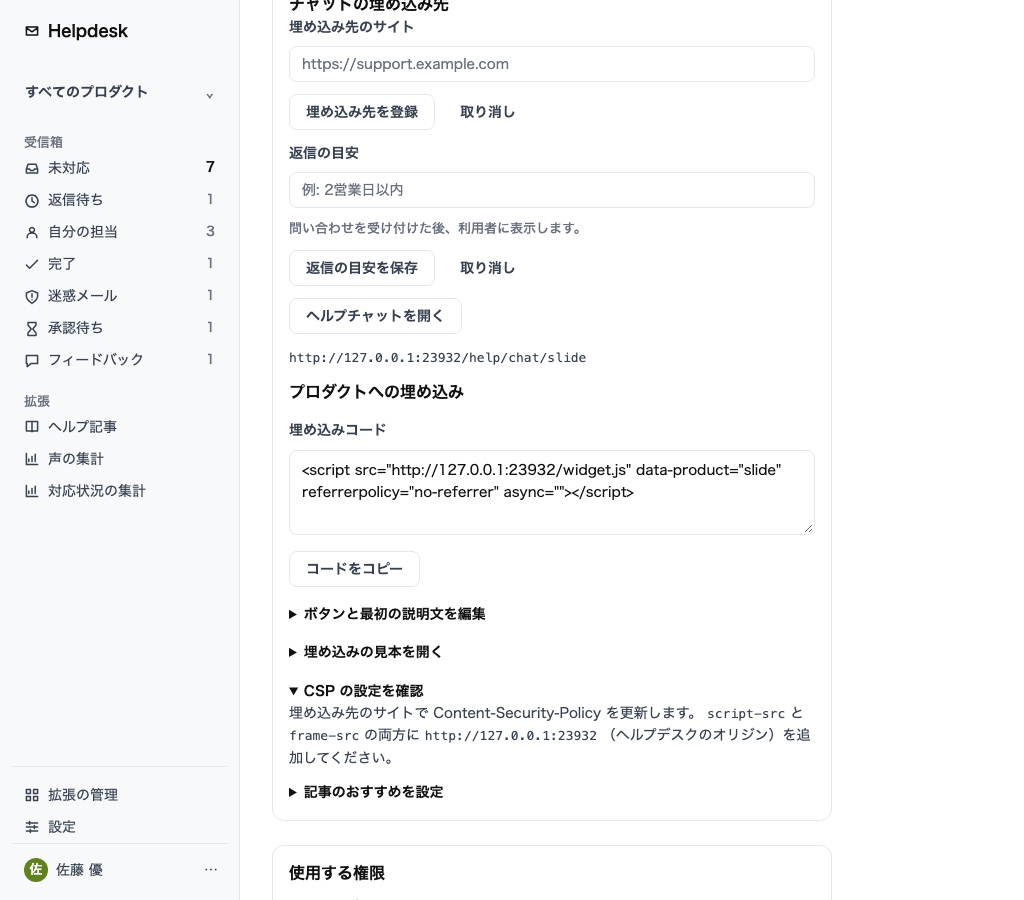 Helpdesk
すべてのプロダクト
受信箱
未対応 7
返信待ち 1
自分の担当 3
完了 1
迷惑メール 1
承認待ち 1
フィードバック 1
拡張
ヘルプ記事
声の集計
対応状況の集計
拡張の管理
設定
佐 佐藤 優 …
チャットの埋め込み先
埋め込み先のサイト
https://support.example.com
埋め込み先を登録 取り消し
返信の目安
例: 2営業日以内
問い合わせを受け付けた後、利用者に表示します。
返信の目安を保存 取り消し
ヘルプチャットを開く
http://127.0.0.1:23932/help/chat/slide
プロダクトへの埋め込み
埋め込みコード
<script src="http://127.0.0.1:23932/widget.js" data-product="slide"
referrerpolicy="no-referrer" async=""></script>
コードをコピー
▶ ボタンと最初の説明文を編集
▶ 埋め込みの見本を開く
▼ CSP の設定を確認
埋め込み先のサイトで Content-Security-Policy を更新します。 script-src と
frame-src の両方に http://127.0.0.1:23932 （ヘルプデスクのオリジン）を追
加してください。
▶ 記事のおすすめを設定
使用する権限